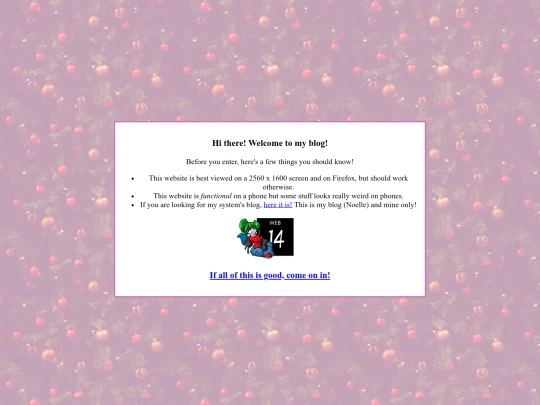 Hi there! Welcome to my blog!
Before you enter, here's a few things you should know!
• This website is best viewed on a 2560 x 1600 screen and on Firefox, but should work
otherwise.
• This website is functional on a phone but some stuff looks really weird on phones.
• If you are looking for my system's blog, here it is! This is my blog (Noelle) and mine only!
WEB
14
If all of this is good, come on in!